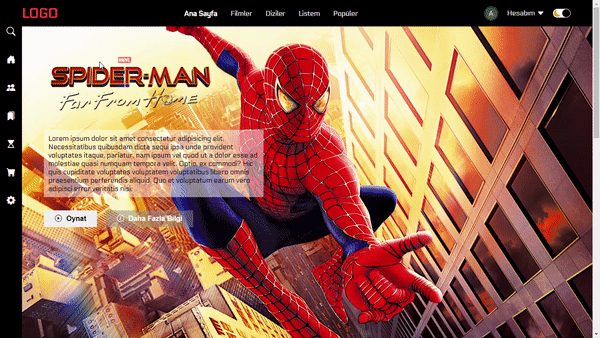 LOGO
Ana Sayfa Filmler Diziler Listem Popüler
A Hesabım
MARVEL
SPIDER-MAN
Far From Home
Lorem ipsum dolor sit amet consectetur adipisicing elit.
Necessitatibus quibusdam dicta sequi ipsa unde provident
voluptates itaque, pariatur, nam ipsum vel quod ut a dolor esse ad
molestiae quasi numquam tempora velit. Optio, ex commodi? Hic
quis cupiditate voluptates voluptatem voluptatibus libero omnis
praesentium perferendis aliquid. Quo et voluptatum earum vero
adipisci error veritatis nisi.
Oynat Daha Fazla Bilgi